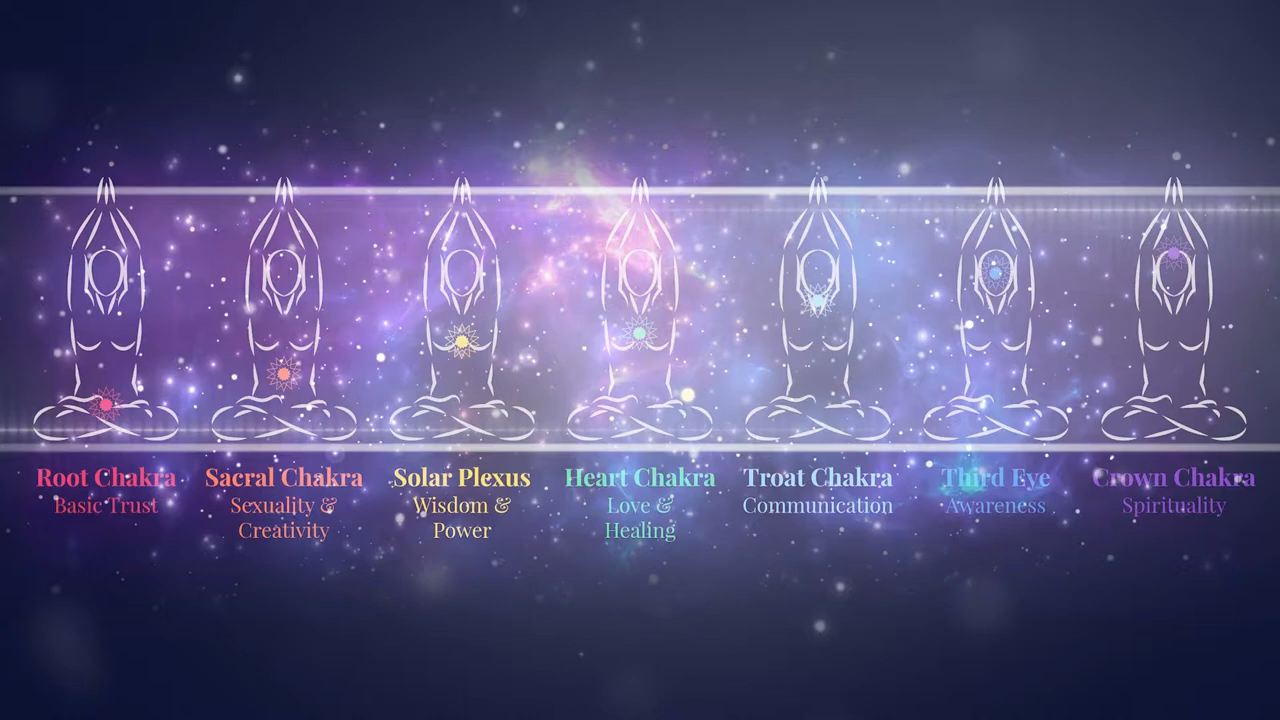 Root Chakra
Basic Trust
Sacral Chakra
Sexuality &
Creativity
Solar Plexus
Wisdom &
Power
Heart Chakra
Love &
Healing
Troat Chakra
Communication
Third Eye
Awareness
Crown Chakra
Spirituality